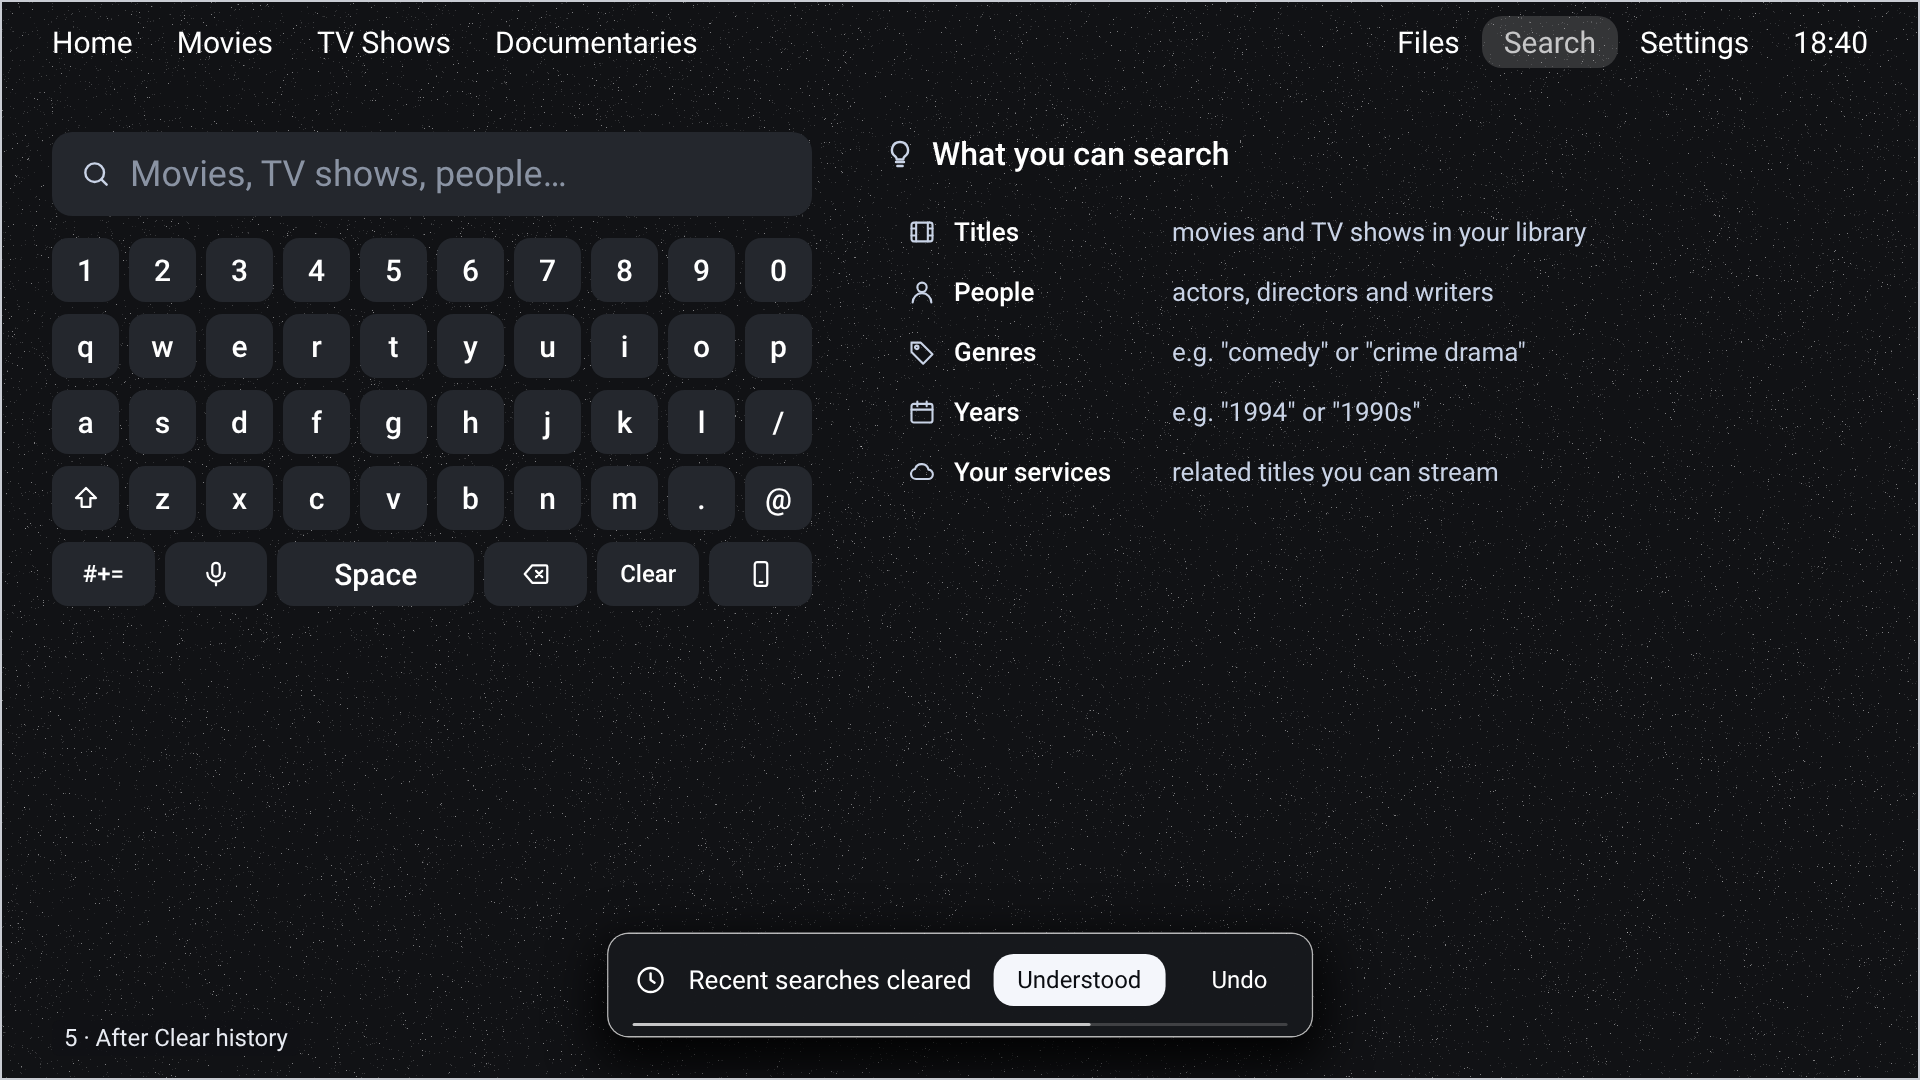 Home Movies TV Shows Documentaries Files Search Settings 18:40
Movies, TV shows, people...
1 2 3 4 5 6 7 8 9 0
q w e r t y u i o p
a s d f g h j k l /
z x c v b n m . @
#+= Space Clear
What you can search
Titles movies and TV shows in your library
People actors, directors and writers
Genres e.g. "comedy" or "crime drama"
Years e.g. "1994" or "1990s"
Your services related titles you can stream
Recent searches cleared Understood Undo
5 · After Clear history